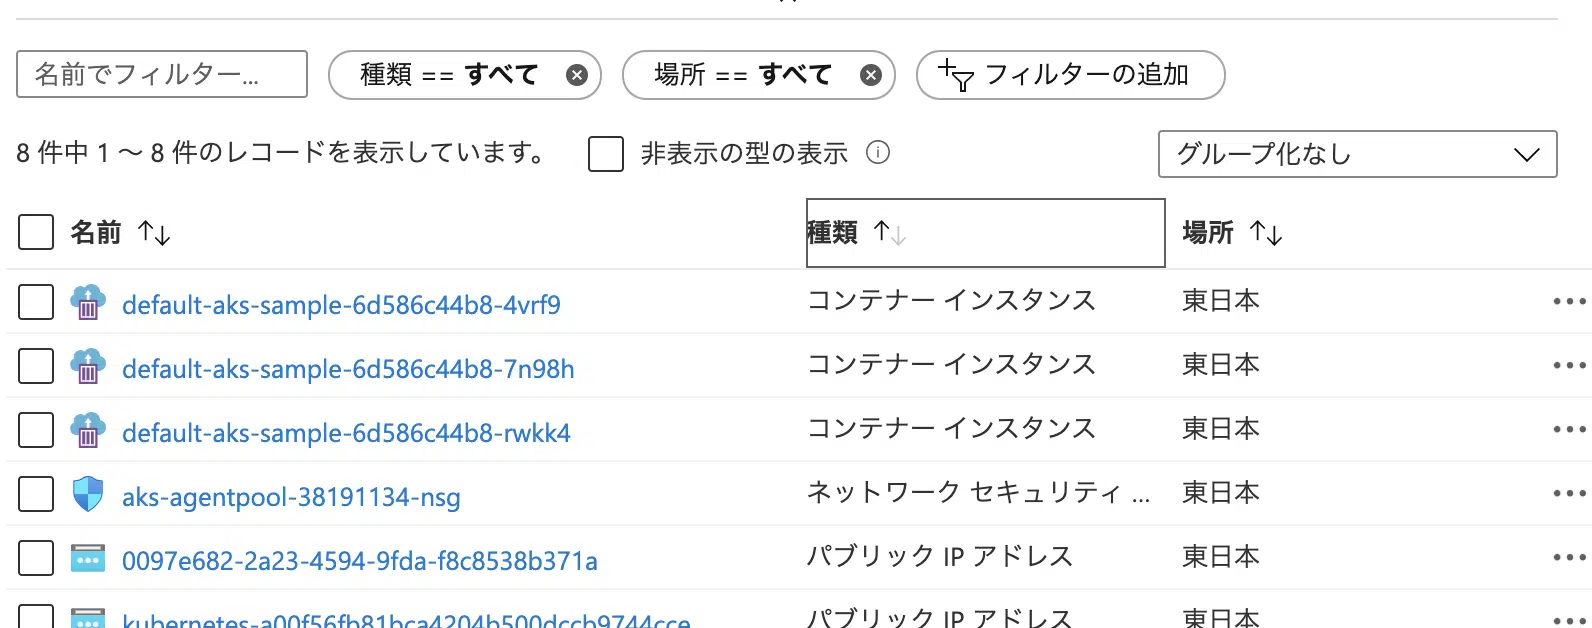 名前でフィルター...
種類 == すべて
場所 == すべて
フィルターの追加
8 件中 1 ～ 8 件のレコードを表示しています。
非表示の型の表示
グループ化なし
名前 種類 場所
default-aks-sample-6d586c44b8-4vrf9 コンテナー インスタンス 東日本
default-aks-sample-6d586c44b8-7n98h コンテナー インスタンス 東日本
default-aks-sample-6d586c44b8-rwkk4 コンテナー インスタンス 東日本
aks-agentpool-38191134-nsg ネットワーク セキュリティ ... 東日本
0097e682-2a23-4594-9fda-f8c8538b371a パブリック IP アドレス 東日本
kubernetes-a00f56fb81bca4204b500dccb9744cce パブリック IP アドレス 東日本